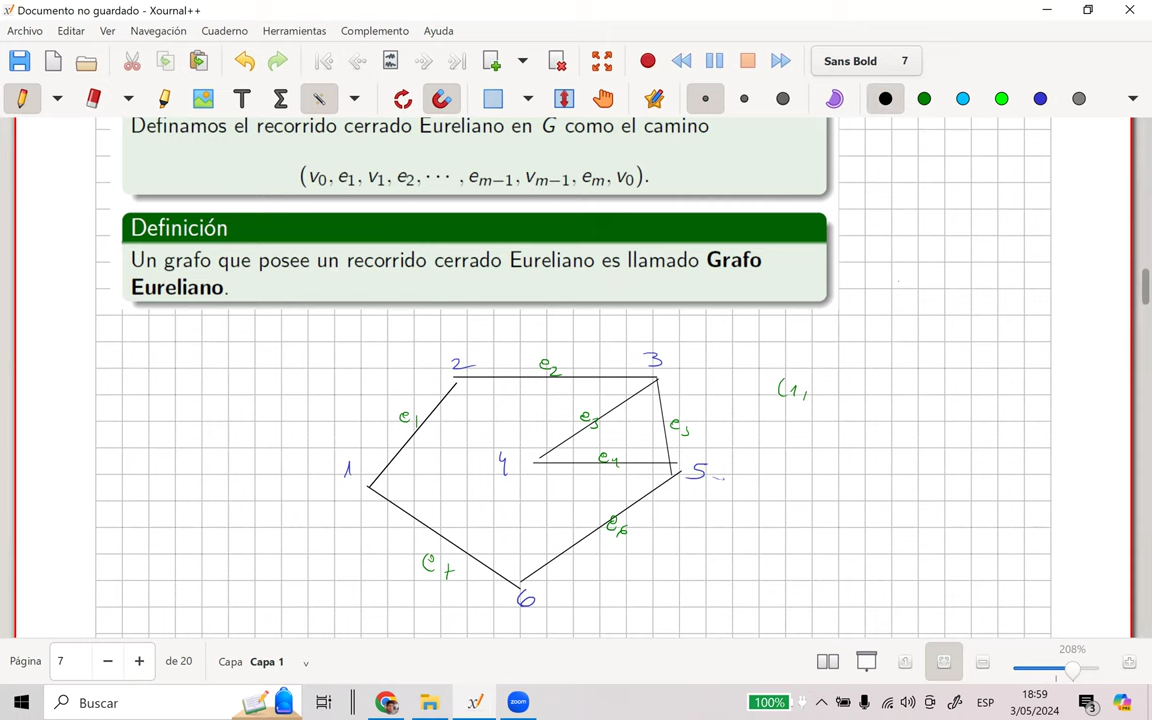 Documento no guardado - Xournal++
Archivo Editar Ver Navegación Cuaderno Herramientas Complemento Ayuda
Sans Bold 7
Definamos el recorrido cerrado Eureliano en G como el camino
(v₀, e₁, v₁, e₂, ⋯ , eₘ₋₁, vₘ₋₁, eₘ, v₀).
Definición
Un grafo que posee un recorrido cerrado Eureliano es llamado Grafo
Eureliano.
2 e₂ 3
(1,
e₁ e₃
1 4 e₄ 5
e₆
6
Página 7 de 20 Capa Capa 1
208%
Buscar
100% ESP
18:59
3/05/2024
3
zoom